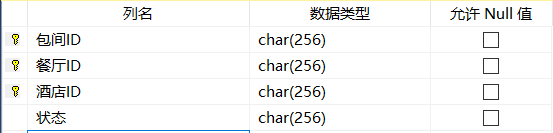 列名 数据类型 允许 Null 值
包间ID char(256)
餐厅ID char(256)
酒店ID char(256)
状态 char(256)